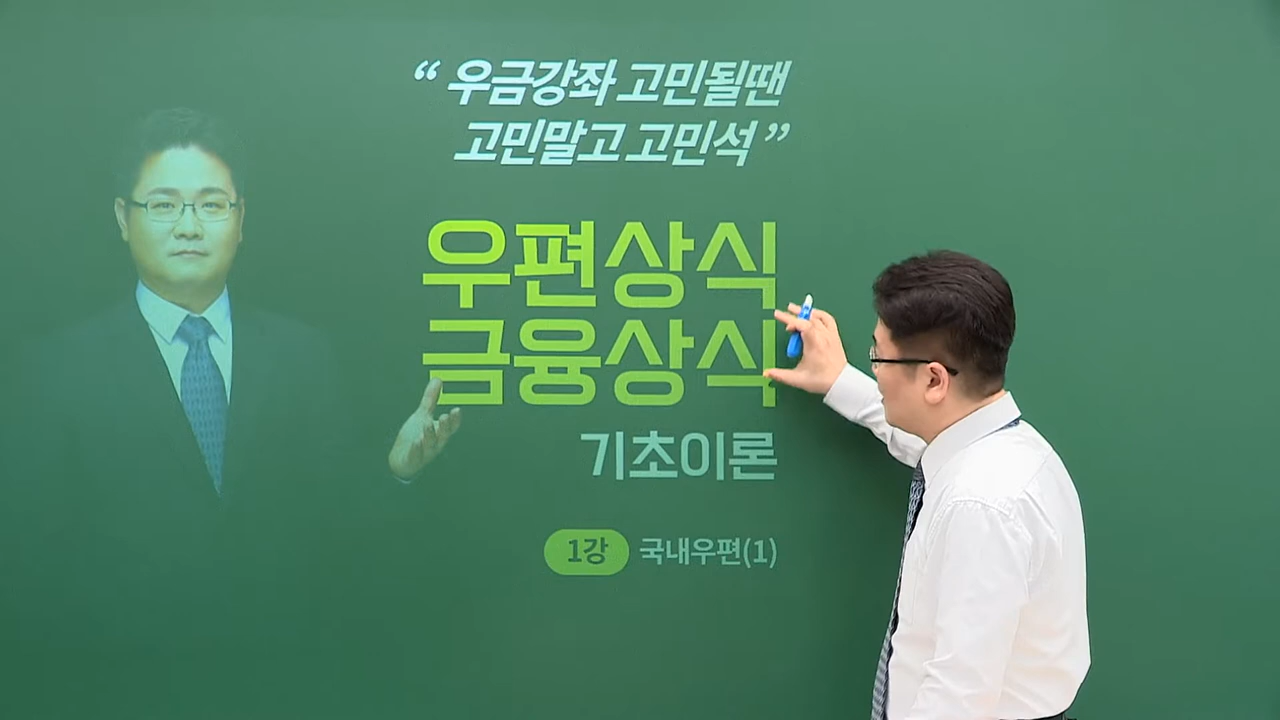 “ 우금강좌 고민될땐
고민말고 고민석 ”
우편상식
금융상식
기초이론
1강 국내우편(1)